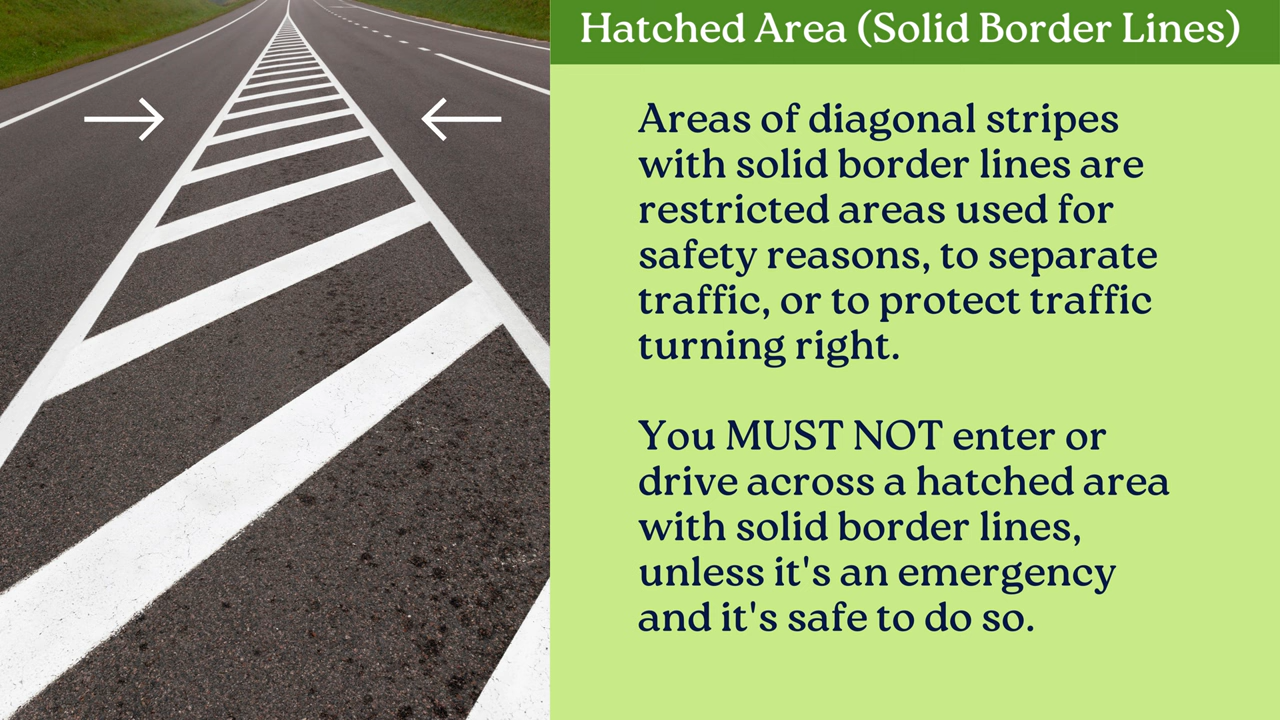 Hatched Area (Solid Border Lines)
Areas of diagonal stripes
with solid border lines are
restricted areas used for
safety reasons, to separate
traffic, or to protect traffic
turning right.
You MUST NOT enter or
drive across a hatched area
with solid border lines,
unless it's an emergency
and it's safe to do so.